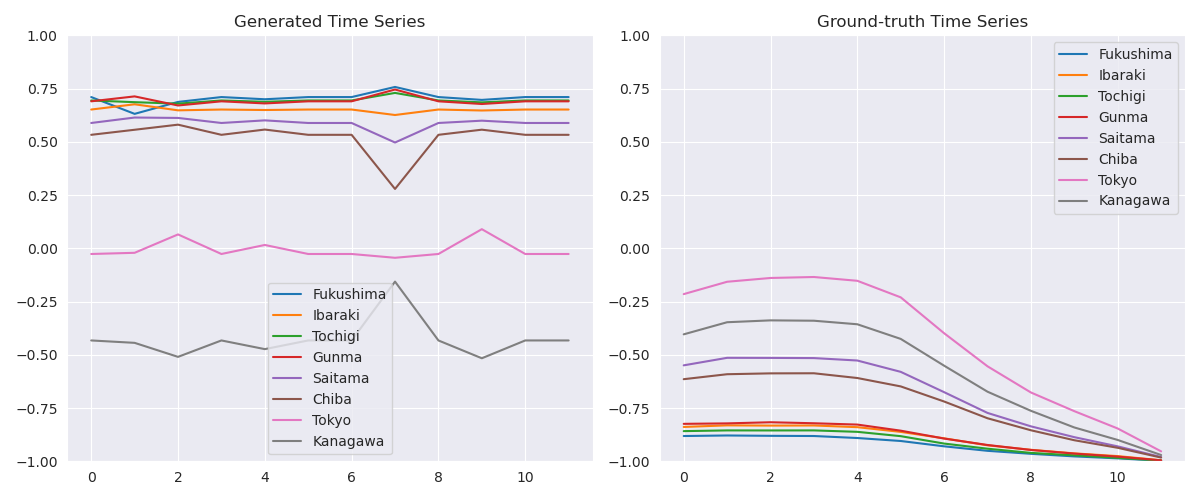 Generated Time Series
1.00
0.75
0.50
0.25
0.00
−0.25
−0.50
−0.75
−1.00
0 2 4 6 8 10
Fukushima
Ibaraki
Tochigi
Gunma
Saitama
Chiba
Tokyo
Kanagawa
Ground-truth Time Series
1.00
0.75
0.50
0.25
0.00
−0.25
−0.50
−0.75
−1.00
0 2 4 6 8 10
Fukushima
Ibaraki
Tochigi
Gunma
Saitama
Chiba
Tokyo
Kanagawa